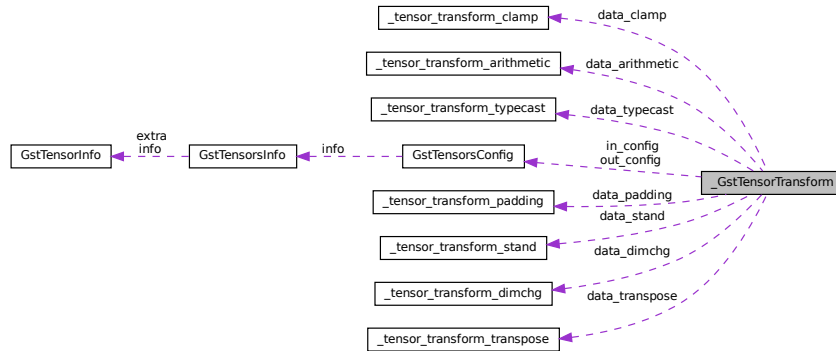 _tensor_transform_clamp
data_clamp
_tensor_transform_arithmetic
data_arithmetic
_tensor_transform_typecast
data_typecast
GstTensorInfo
extra
info
GstTensorsInfo
info
GstTensorsConfig
in_config
out_config
_GstTensorTransform
_tensor_transform_padding
data_padding
_tensor_transform_stand
data_stand
_tensor_transform_dimchg
data_dimchg
_tensor_transform_transpose
data_transpose